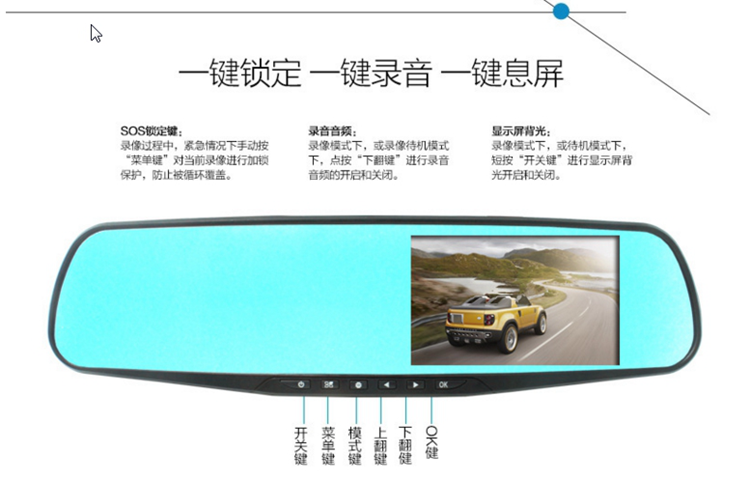 一键锁定 一键录音 一键息屏
SOS锁定键：
录像过程中，紧急情况下手动按
“菜单键”对当前录像进行加锁
保护，防止被循环覆盖。
录音音频：
录像模式下，或录像待机模式
下，点按“下翻键”进行录音
音频的开启和关闭。
显示屏背光：
录像模式下，或待机模式下，
短按“开关键”进行显示屏背
光开启和关闭。
OK
开关键
菜单键
模式键
上翻键
下翻健
OK健